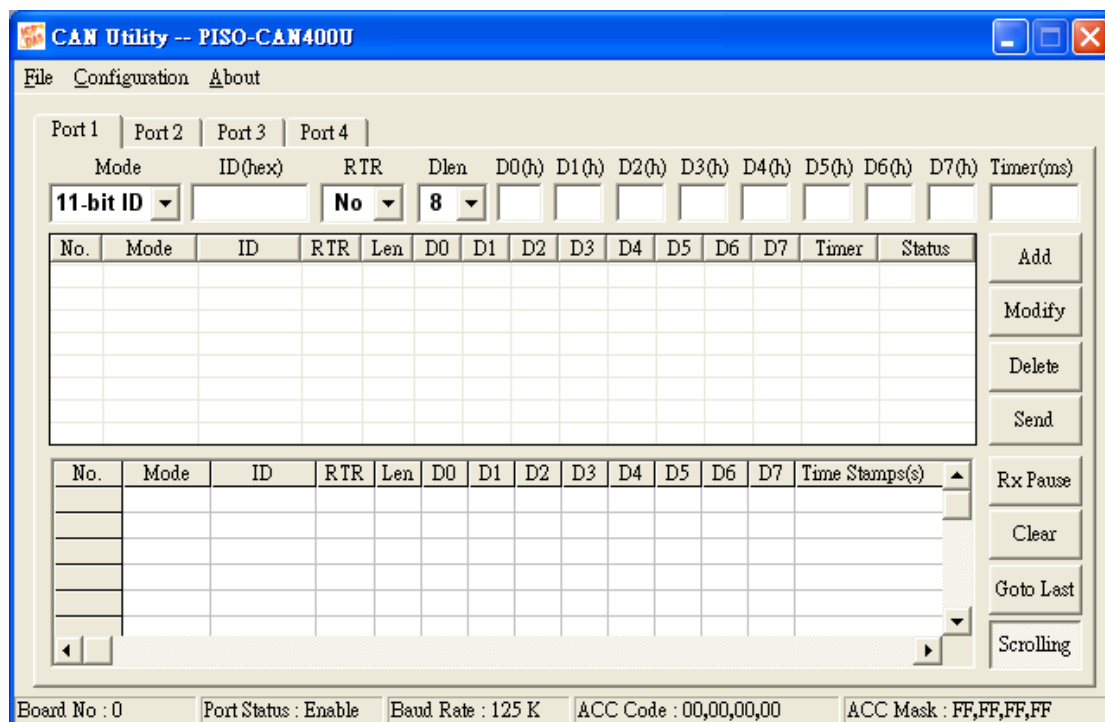 CAN Utility -- PISO-CAN400U
File Configuration About
Port 1 Port 2 Port 3 Port 4
Mode ID(hex) RTR Dlen D0(h) D1(h) D2(h) D3(h) D4(h) D5(h) D6(h) D7(h) Timer(ms)
11-bit ID No 8
No. Mode ID RTR Len D0 D1 D2 D3 D4 D5 D6 D7 Timer Status
Add
Modify
Delete
Send
No. Mode ID RTR Len D0 D1 D2 D3 D4 D5 D6 D7 Time Stamps(s)
Rx Pause
Clear
Goto Last
Scrolling
Board No : 0 Port Status : Enable Baud Rate : 125 K ACC Code : 00,00,00,00 ACC Mask : FF,FF,FF,FF